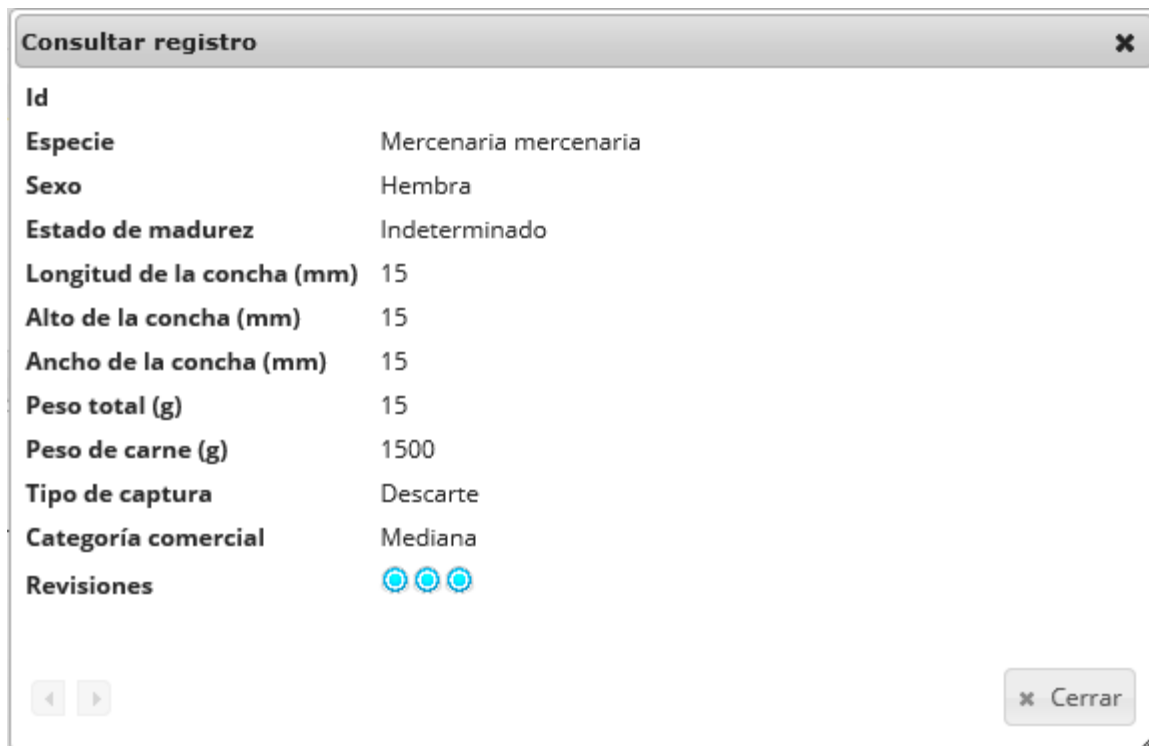 Consultar registro
Id
Especie Mercenaria mercenaria
Sexo Hembra
Estado de madurez Indeterminado
Longitud de la concha (mm) 15
Alto de la concha (mm) 15
Ancho de la concha (mm) 15
Peso total (g) 15
Peso de carne (g) 1500
Tipo de captura Descarte
Categoría comercial Mediana
Revisiones
Cerrar